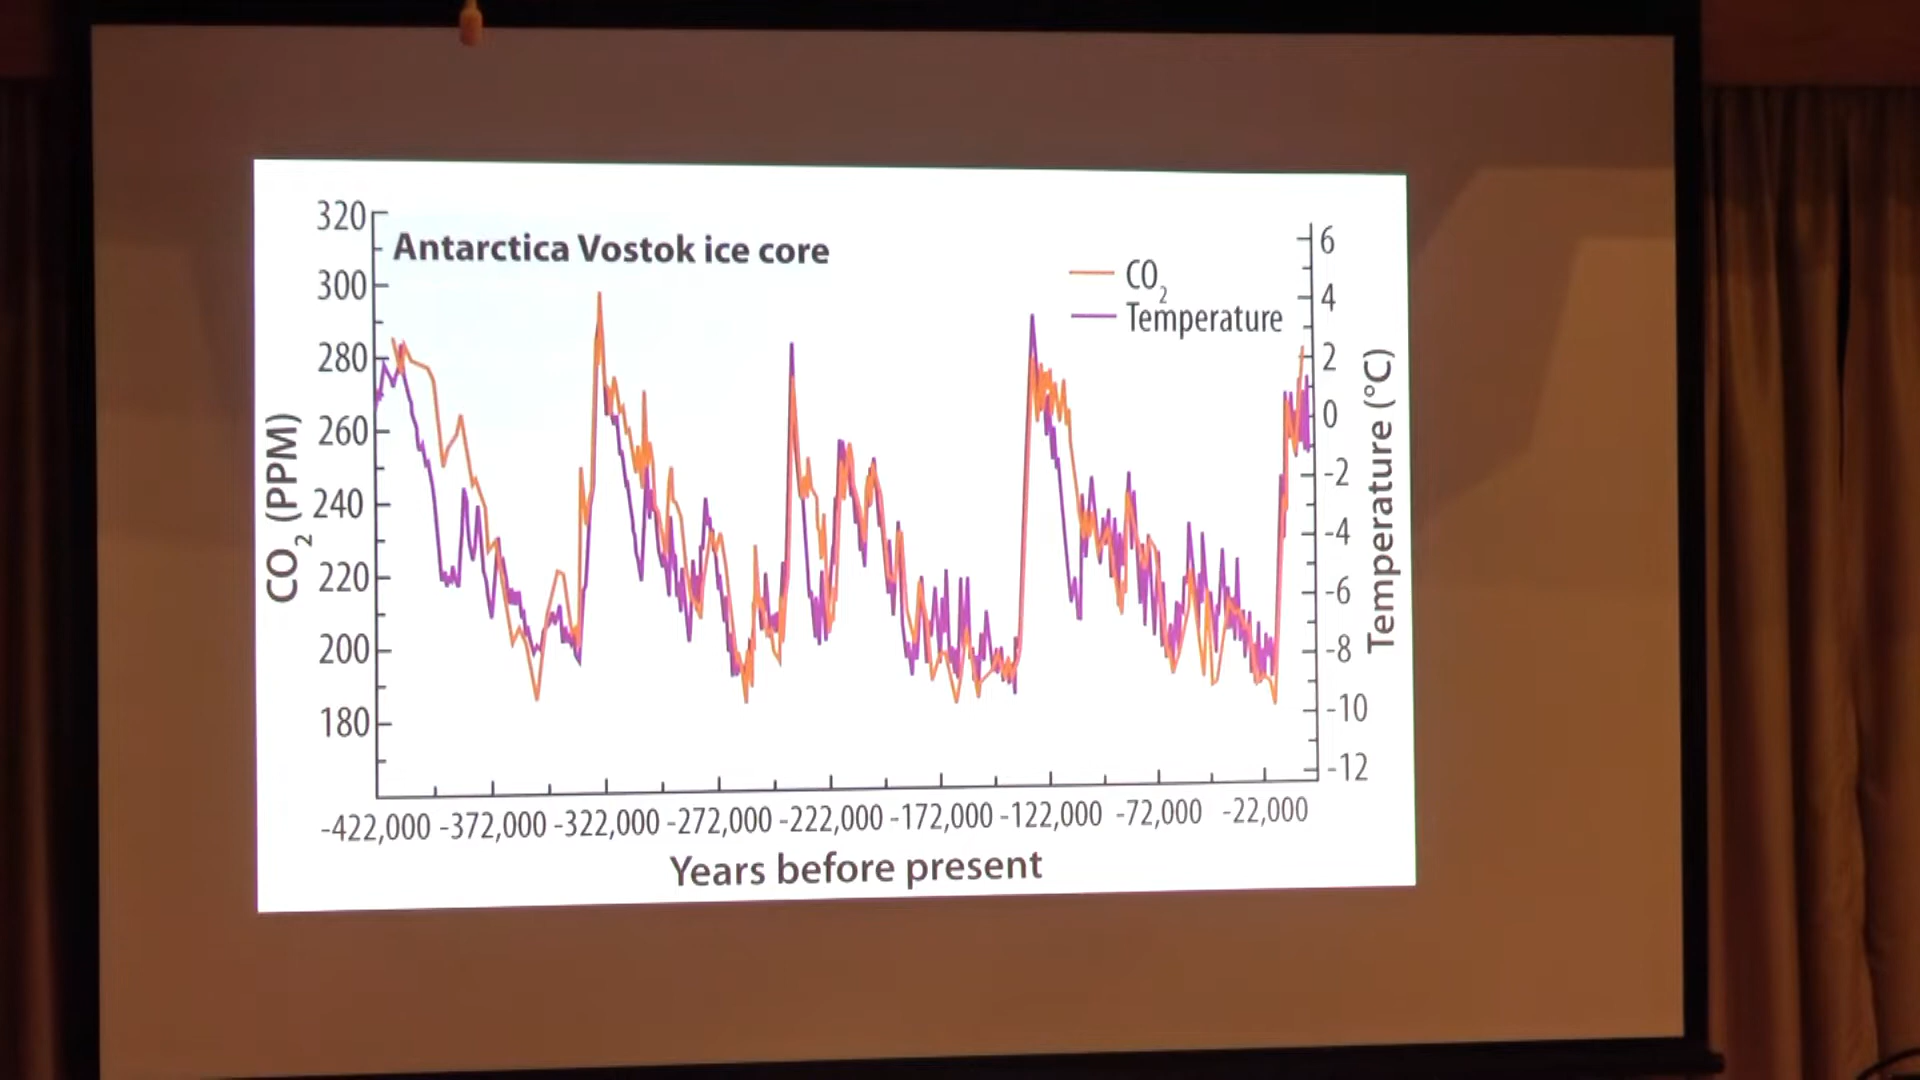 Antarctica Vostok ice core
CO2
Temperature
320
300
280
260
240
220
200
180
CO2 (PPM)
6
4
2
0
-2
-4
-6
-8
-10
-12
Temperature (°C)
-422,000 -372,000 -322,000 -272,000 -222,000 -172,000 -122,000 -72,000 -22,000
Years before present